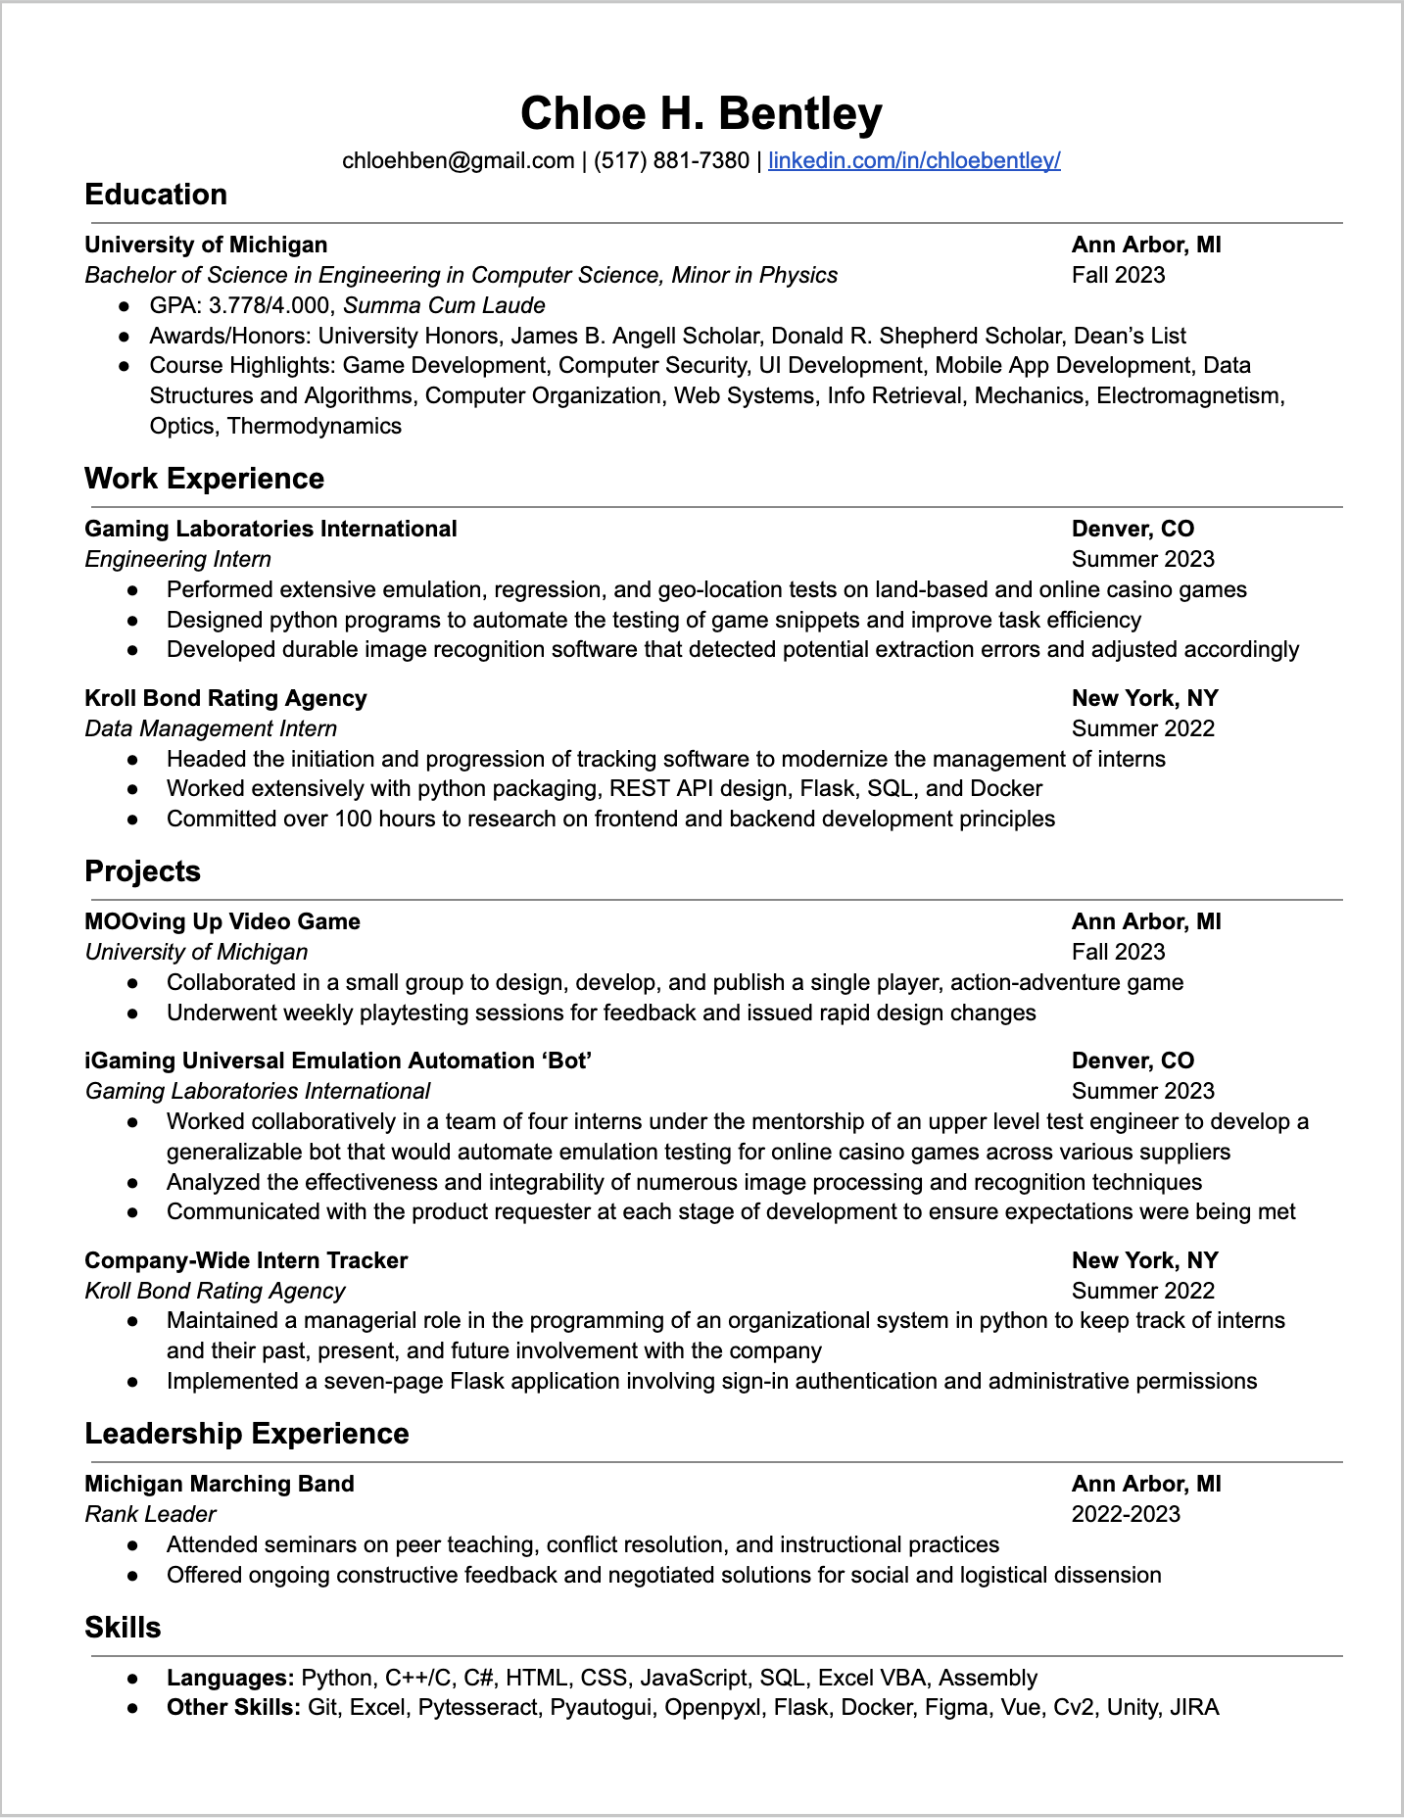 Chloe H. Bentley
chloehben@gmail.com | (517) 881-7380 | linkedin.com/in/chloebentley/
Education
University of Michigan Ann Arbor, MI
Bachelor of Science in Engineering in Computer Science, Minor in Physics Fall 2023
● GPA: 3.778/4.000, Summa Cum Laude
● Awards/Honors: University Honors, James B. Angell Scholar, Donald R. Shepherd Scholar, Dean’s List
● Course Highlights: Game Development, Computer Security, UI Development, Mobile App Development, Data
Structures and Algorithms, Computer Organization, Web Systems, Info Retrieval, Mechanics, Electromagnetism,
Optics, Thermodynamics
Work Experience
Gaming Laboratories International Denver, CO
Engineering Intern Summer 2023
● Performed extensive emulation, regression, and geo-location tests on land-based and online casino games
● Designed python programs to automate the testing of game snippets and improve task efficiency
● Developed durable image recognition software that detected potential extraction errors and adjusted accordingly
Kroll Bond Rating Agency New York, NY
Data Management Intern Summer 2022
● Headed the initiation and progression of tracking software to modernize the management of interns
● Worked extensively with python packaging, REST API design, Flask, SQL, and Docker
● Committed over 100 hours to research on frontend and backend development principles
Projects
MOOving Up Video Game Ann Arbor, MI
University of Michigan Fall 2023
● Collaborated in a small group to design, develop, and publish a single player, action-adventure game
● Underwent weekly playtesting sessions for feedback and issued rapid design changes
iGaming Universal Emulation Automation ‘Bot’ Denver, CO
Gaming Laboratories International Summer 2023
● Worked collaboratively in a team of four interns under the mentorship of an upper level test engineer to develop a
generalizable bot that would automate emulation testing for online casino games across various suppliers
● Analyzed the effectiveness and integrability of numerous image processing and recognition techniques
● Communicated with the product requester at each stage of development to ensure expectations were being met
Company-Wide Intern Tracker New York, NY
Kroll Bond Rating Agency Summer 2022
● Maintained a managerial role in the programming of an organizational system in python to keep track of interns
and their past, present, and future involvement with the company
● Implemented a seven-page Flask application involving sign-in authentication and administrative permissions
Leadership Experience
Michigan Marching Band Ann Arbor, MI
Rank Leader 2022-2023
● Attended seminars on peer teaching, conflict resolution, and instructional practices
● Offered ongoing constructive feedback and negotiated solutions for social and logistical dissension
Skills
● Languages: Python, C++/C, C#, HTML, CSS, JavaScript, SQL, Excel VBA, Assembly
● Other Skills: Git, Excel, Pytesseract, Pyautogui, Openpyxl, Flask, Docker, Figma, Vue, Cv2, Unity, JIRA